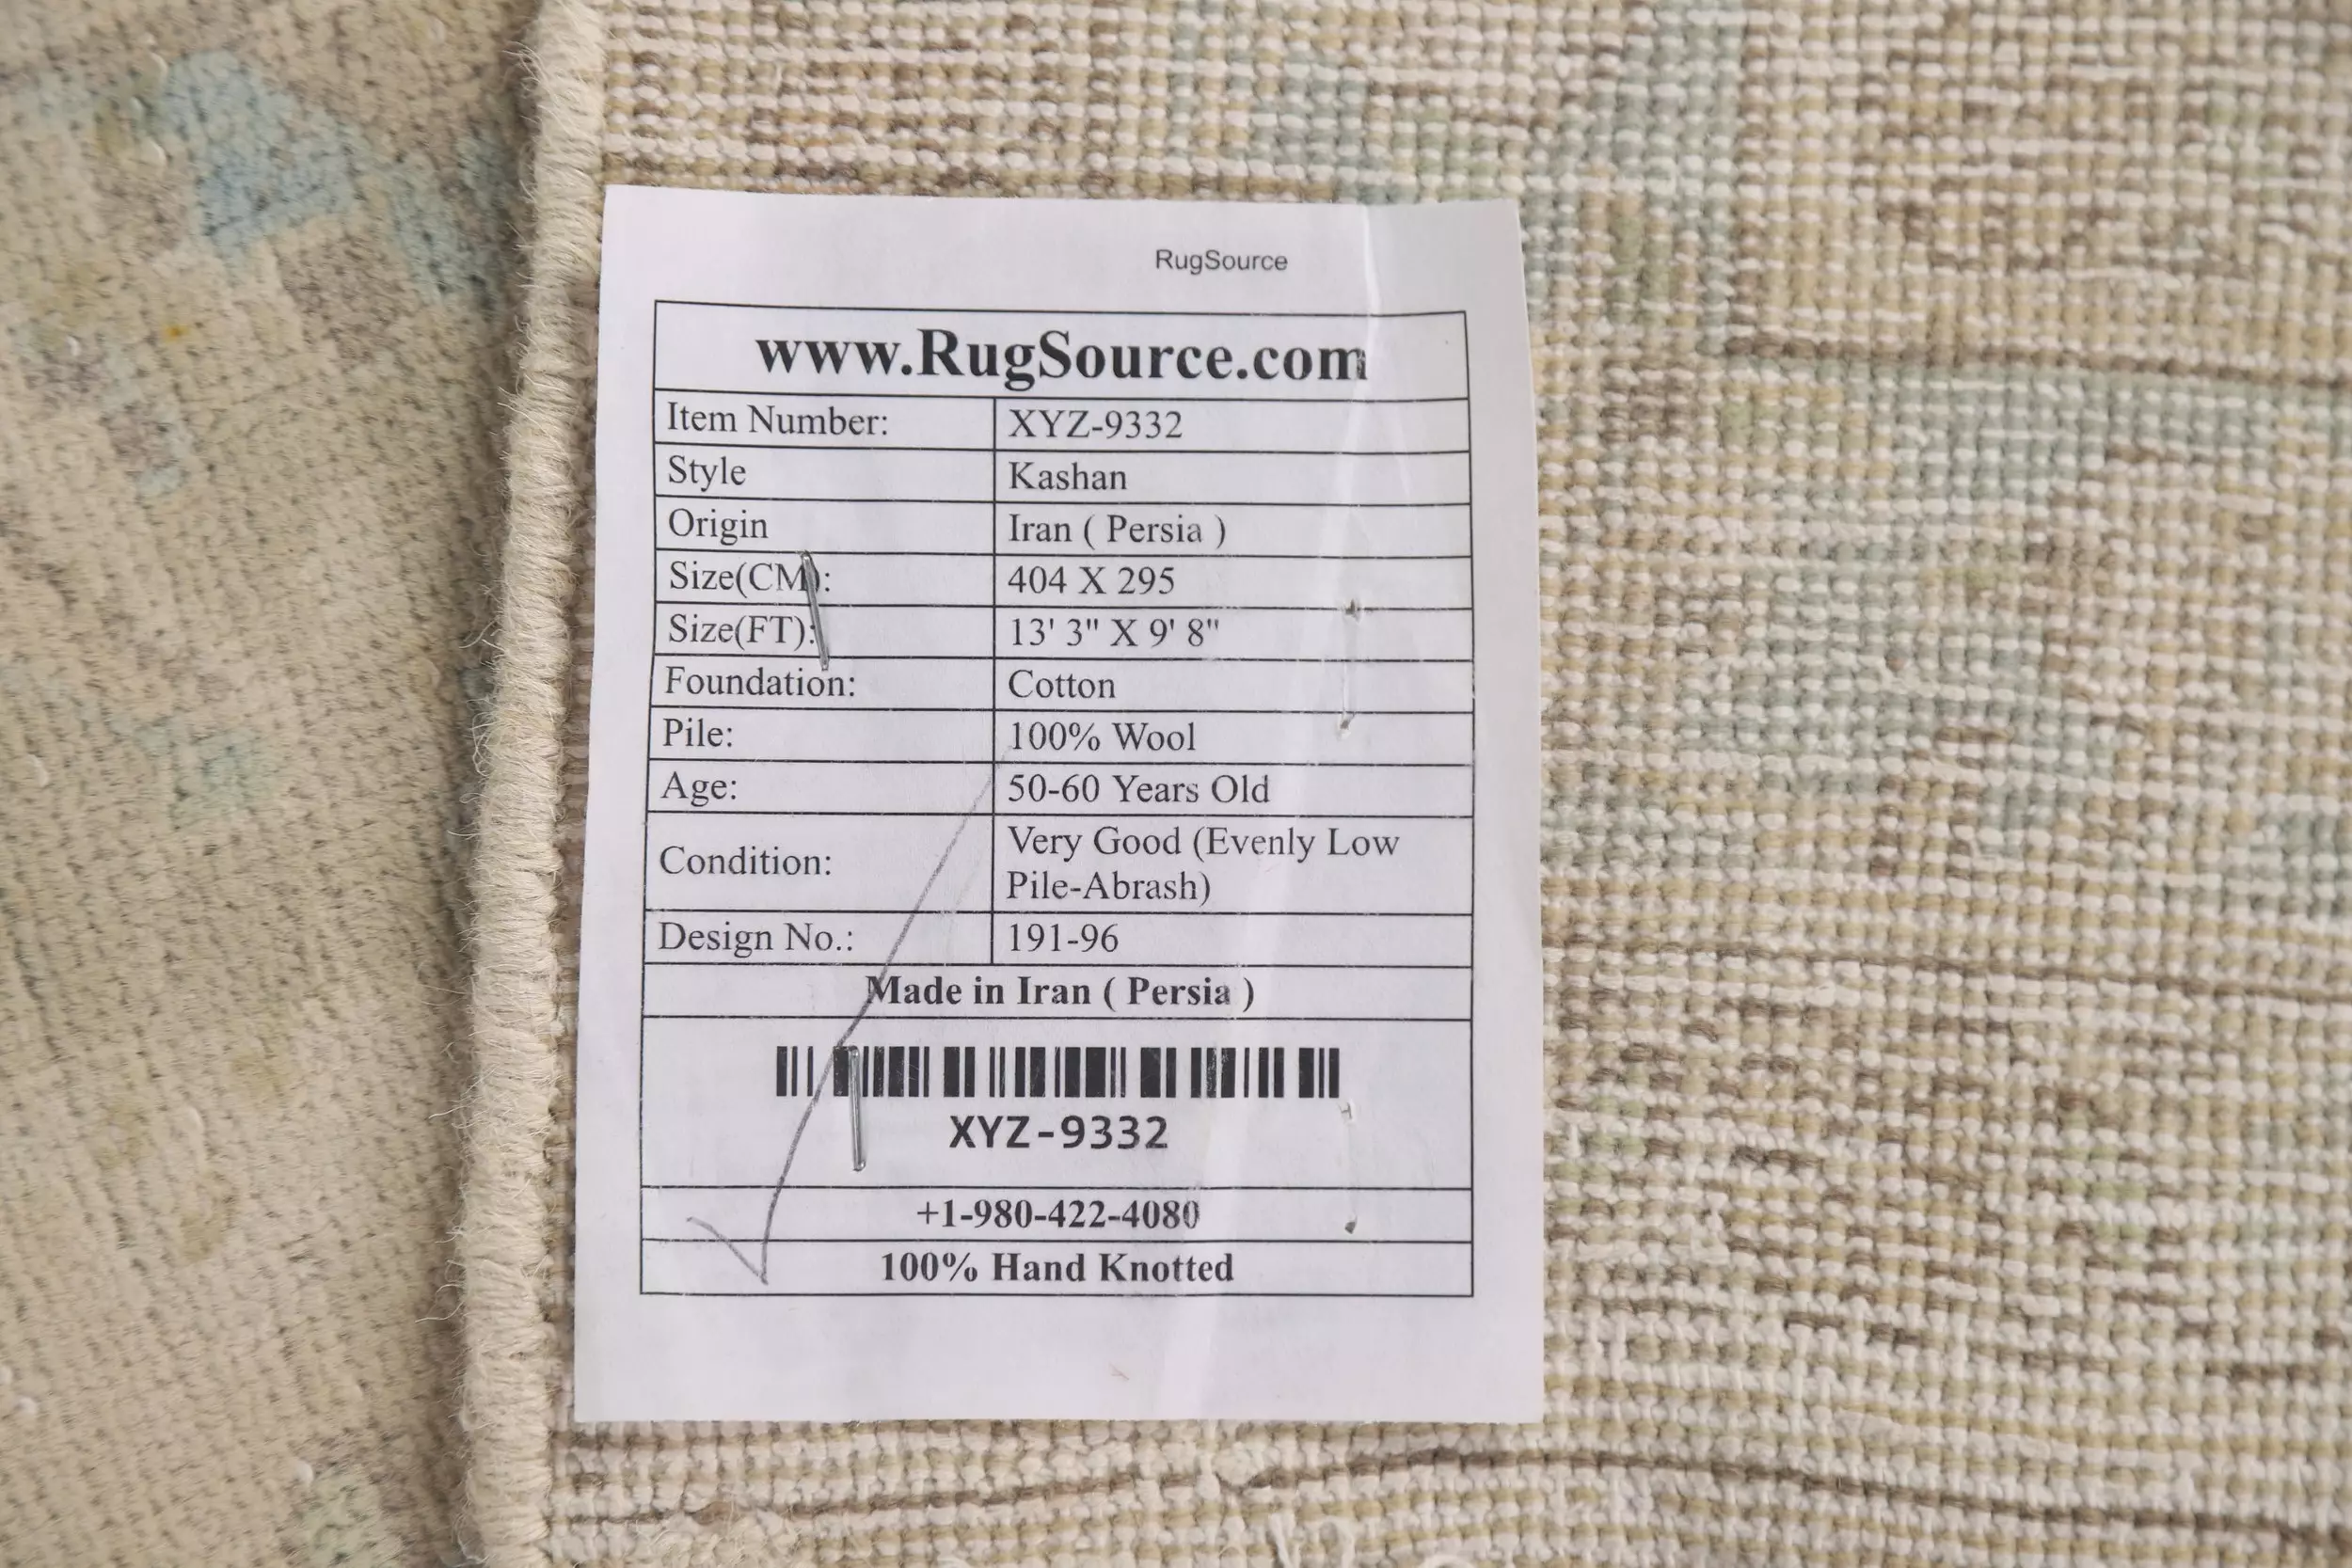 RugSource
www.RugSource.com
Item Number: XYZ-9332
Style Kashan
Origin Iran ( Persia )
Size(CM): 404 X 295
Size(FT): 13' 3" X 9' 8"
Foundation: Cotton
Pile: 100% Wool
Age: 50-60 Years Old
Condition: Very Good (Evenly Low
Pile-Abrash)
Design No.: 191-96
Made in Iran ( Persia )
XYZ-9332
+1-980-422-4080
100% Hand Knotted